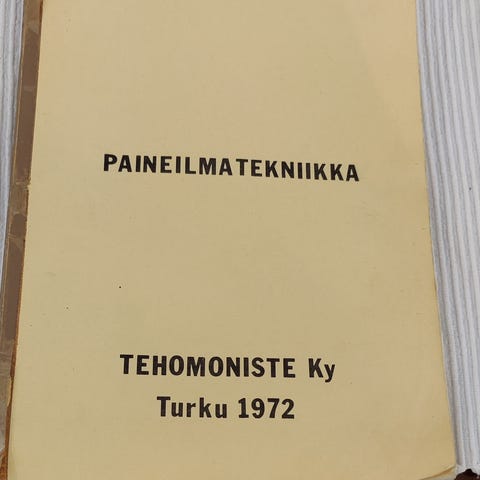 PAINEILMATEKNIIKKA
TEHOMONISTE Ky
Turku 1972